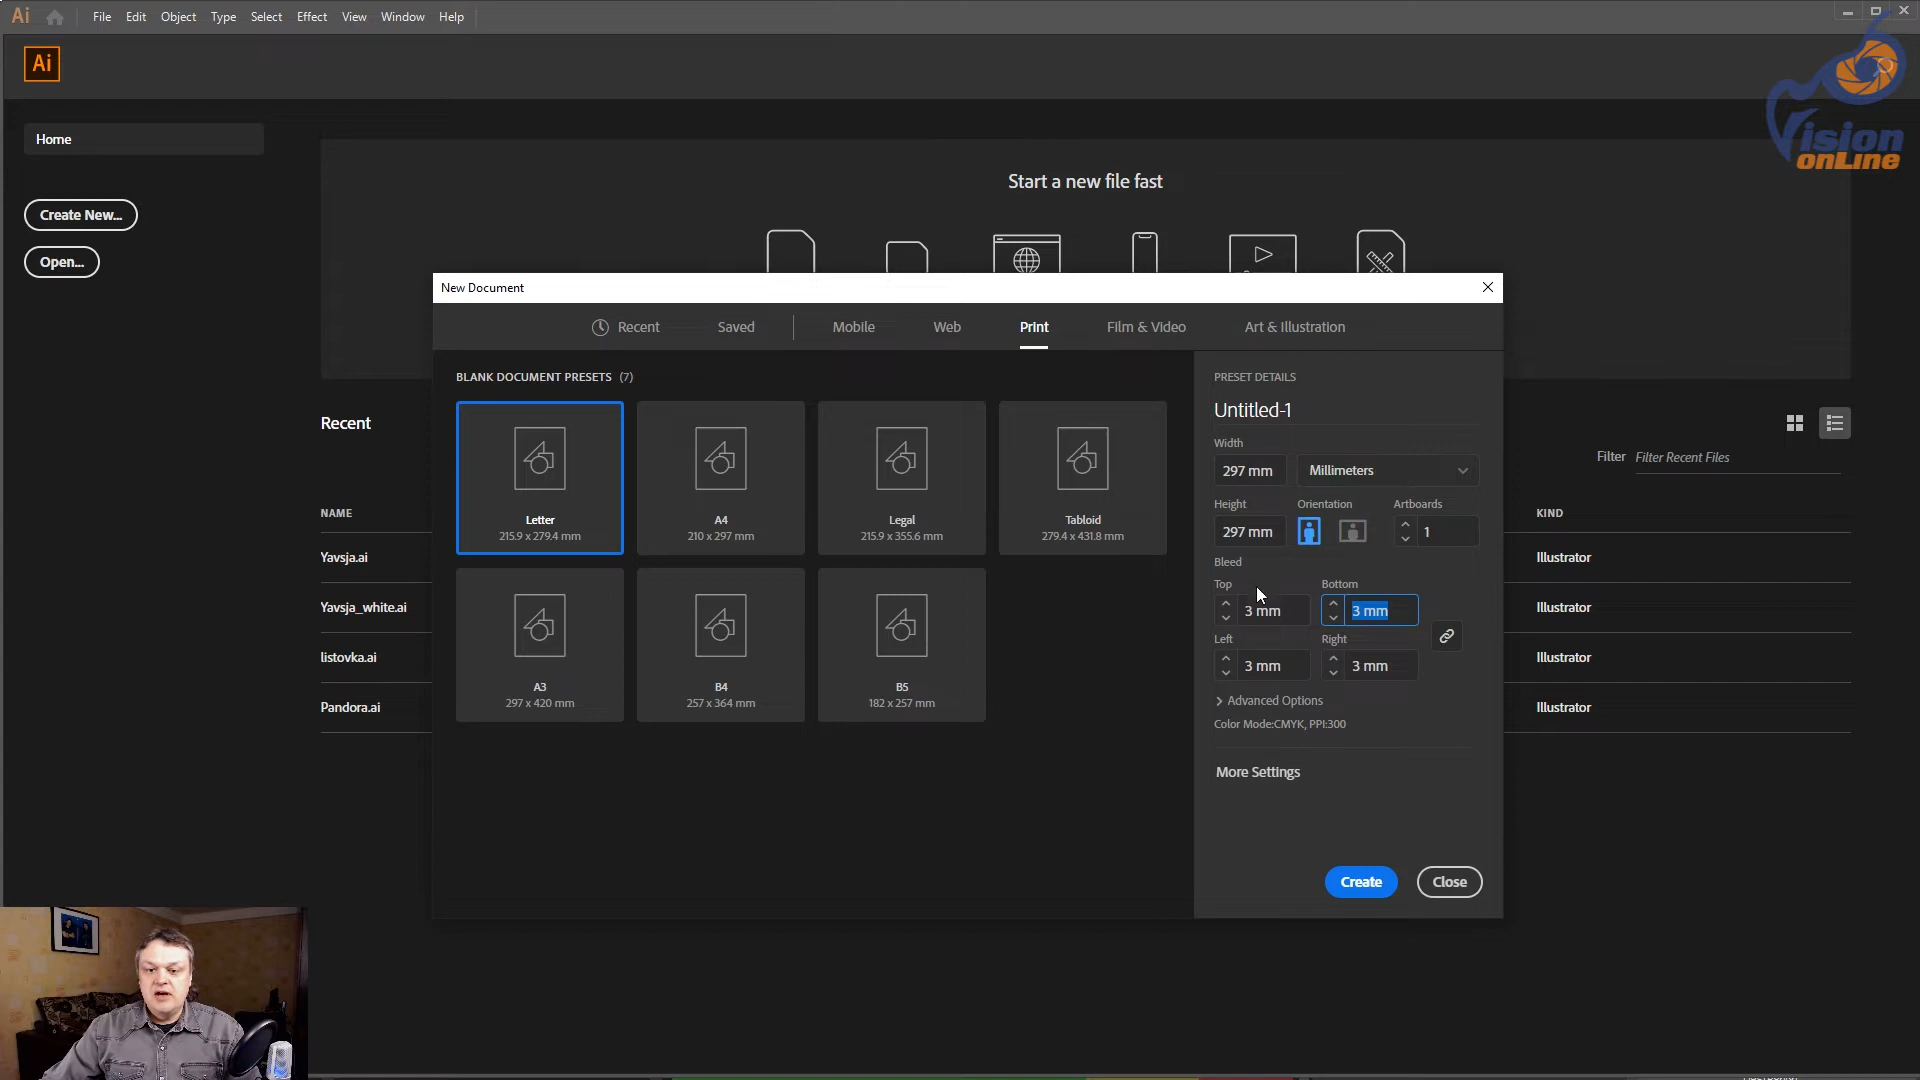 Ai File Edit Object Type Select Effect View Window Help
Ai
Vision
onLine
Home
Create New...
Open...
Start a new file fast
New Document
Recent Saved Mobile Web Print Film & Video Art & Illustration
BLANK DOCUMENT PRESETS (7)
Letter
215.9 x 279.4 mm
A4
210 x 297 mm
Legal
215.9 x 355.6 mm
Tabloid
279.4 x 431.8 mm
A3
297 x 420 mm
B4
257 x 364 mm
B5
182 x 257 mm
PRESET DETAILS
Untitled-1
Width
297 mm Millimeters
Height Orientation Artboards
297 mm 1
Bleed
Top Bottom
3 mm 3 mm
Left Right
3 mm 3 mm
Advanced Options
Color Mode:CMYK, PPI:300
More Settings
Create Close
Recent
Filter Filter Recent Files
NAME KIND
Yavsja.ai Illustrator
Yavsja_white.ai Illustrator
listovka.ai Illustrator
Pandora.ai Illustrator